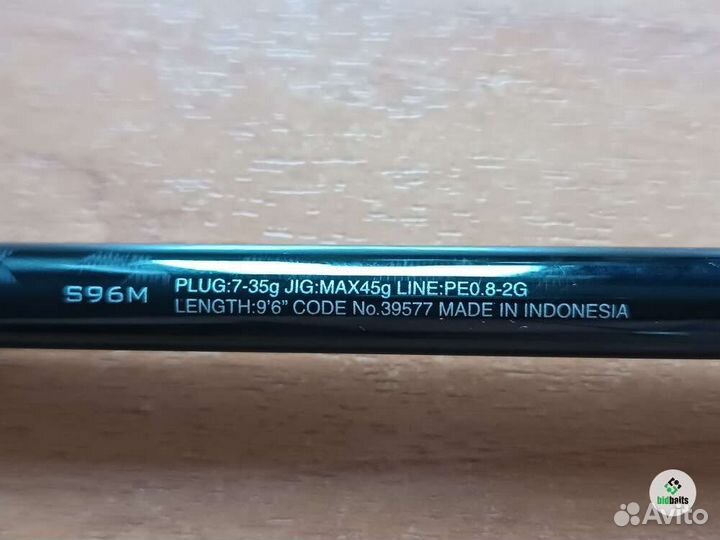 S96M
PLUG:7-35g JIG:MAX45g LINE:PE0.8-2G
LENGTH:9'6" CODE No.39577 MADE IN INDONESIA
bidbaits
Avito